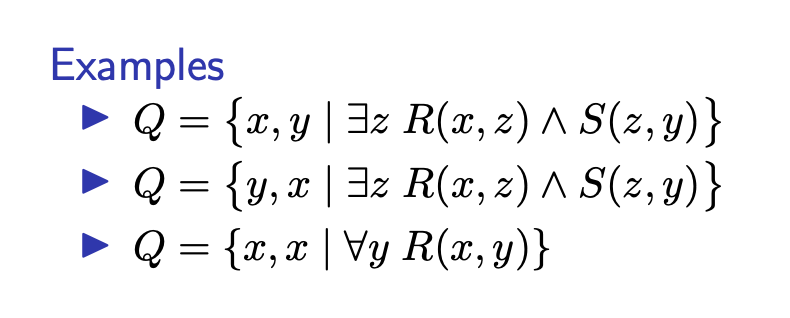 Examples
▶ Q = {x, y | ∃z R(x, z) ∧ S(z, y)}
▶ Q = {y, x | ∃z R(x, z) ∧ S(z, y)}
▶ Q = {x, x | ∀y R(x, y)}